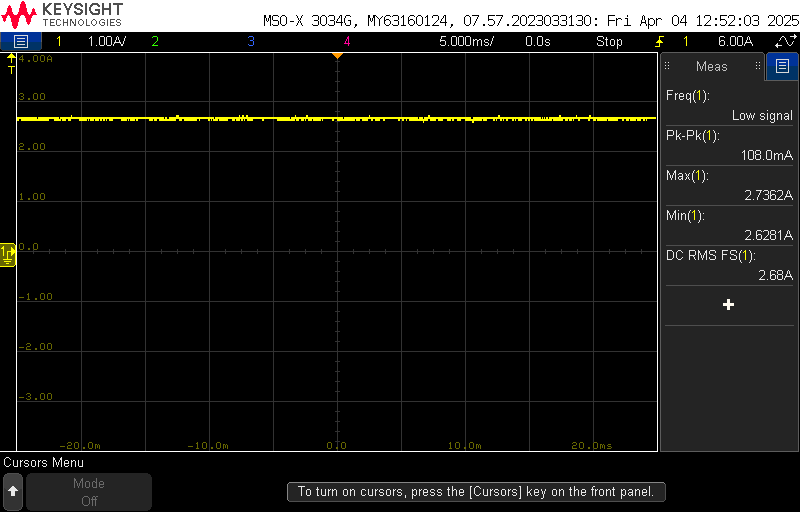 KEYSIGHT
TECHNOLOGIES
MSO-X 3034G, MY63160124, 07.57.2023033130: Fri Apr 04 12:52:03 2025
1 1.00A/ 2 3 4 5.000ms/ 0.0s Stop 1 6.00A
T
4.00A
3.00
2.00
1.00
0.0
-1.00
-2.00
-3.00
1
-20.0m -10.0m 0.0 10.0m 20.0ms
Meas
Freq(1):
Low signal
Pk-Pk(1):
108.0mA
Max(1):
2.7362A
Min(1):
2.6281A
DC RMS FS(1):
2.68A
+
Cursors Menu
Mode
Off
To turn on cursors, press the [Cursors] key on the front panel.